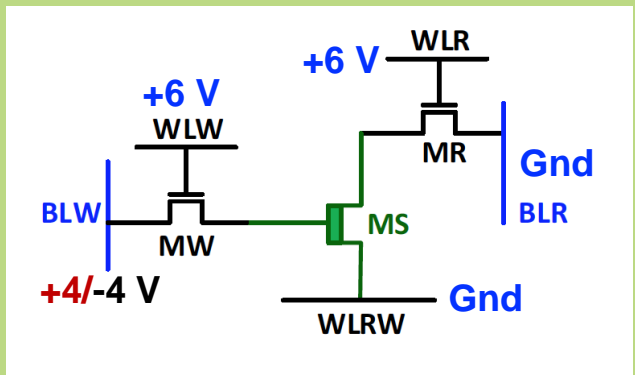 WLR
+6 V
+6 V
WLW
MR
Gnd
BLW
MS
BLR
MW
+4/-4 V
Gnd
WLRW